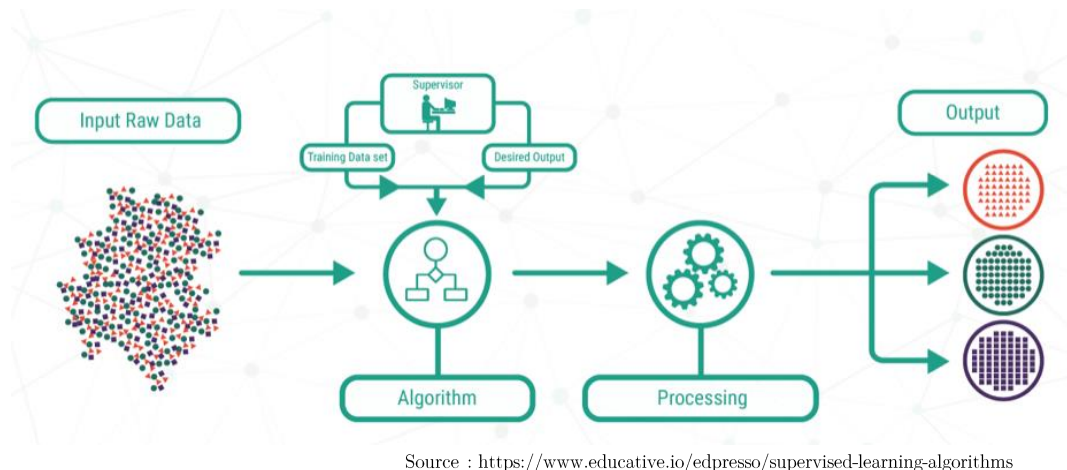 Supervisor
Input Raw Data
Output
Training Data set
Desired Output
Algorithm
Processing
Source : https://www.educative.io/edpresso/supervised-learning-algorithms